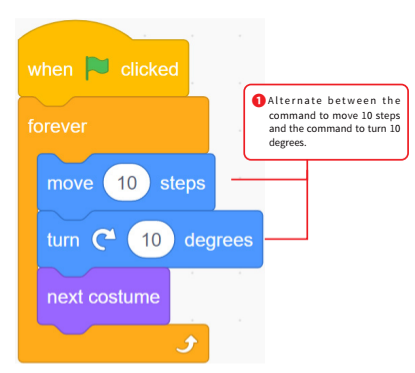 when clicked
forever
move 10 steps
turn 10 degrees
next costume
1 Alternate between the
command to move 10 steps
and the command to turn 10
degrees.